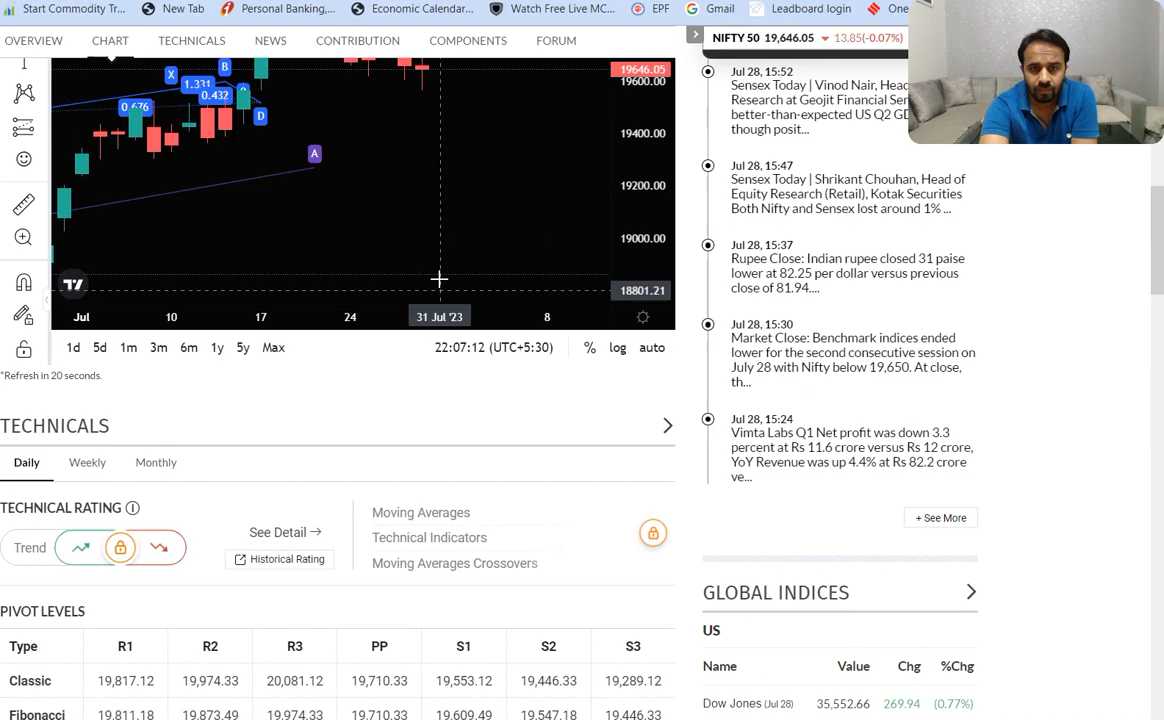 Start Commodity Tr... New Tab Personal Banking,... Economic Calendar... Watch Free Live MC... EPF Gmail Leadboard login One
OVERVIEW CHART TECHNICALS NEWS CONTRIBUTION COMPONENTS FORUM
NIFTY 50 19,646.05 ▼ 13.85(-0.07%)
X B
1.331
0.432
0.676
D
A
19646.05
19600.00
19400.00
19200.00
19000.00
18801.21
Jul 10 17 24 31 Jul '23 8
1d 5d 1m 3m 6m 1y 5y Max 22:07:12 (UTC+5:30) % log auto
*Refresh in 20 seconds.
TECHNICALS
Daily Weekly Monthly
TECHNICAL RATING
Trend
See Detail →
Historical Rating
Moving Averages
Technical Indicators
Moving Averages Crossovers
PIVOT LEVELS
Type R1 R2 R3 PP S1 S2 S3
Classic 19,817.12 19,974.33 20,081.12 19,710.33 19,553.12 19,446.33 19,289.12
Fibonacci 19,811.18 19,873.49 19,974.33 19,710.33 19,609.49 19,547.18 19,446.33
Jul 28, 15:52
Sensex Today | Vinod Nair, Head
Research at Geojit Financial Ser
better-than-expected US Q2 GD
though posit...
Jul 28, 15:47
Sensex Today | Shrikant Chouhan, Head of
Equity Research (Retail), Kotak Securities
Both Nifty and Sensex lost around 1% ...
Jul 28, 15:37
Rupee Close: Indian rupee closed 31 paise
lower at 82.25 per dollar versus previous
close of 81.94....
Jul 28, 15:30
Market Close: Benchmark indices ended
lower for the second consecutive session on
July 28 with Nifty below 19,650. At close,
th...
Jul 28, 15:24
Vimta Labs Q1 Net profit was down 3.3
percent at Rs 11.6 crore versus Rs 12 crore,
YoY Revenue was up 4.4% at Rs 82.2 crore
ve...
+ See More
GLOBAL INDICES
US
Name Value Chg %Chg
Dow Jones (Jul 28) 35,552.66 269.94 (0.77%)